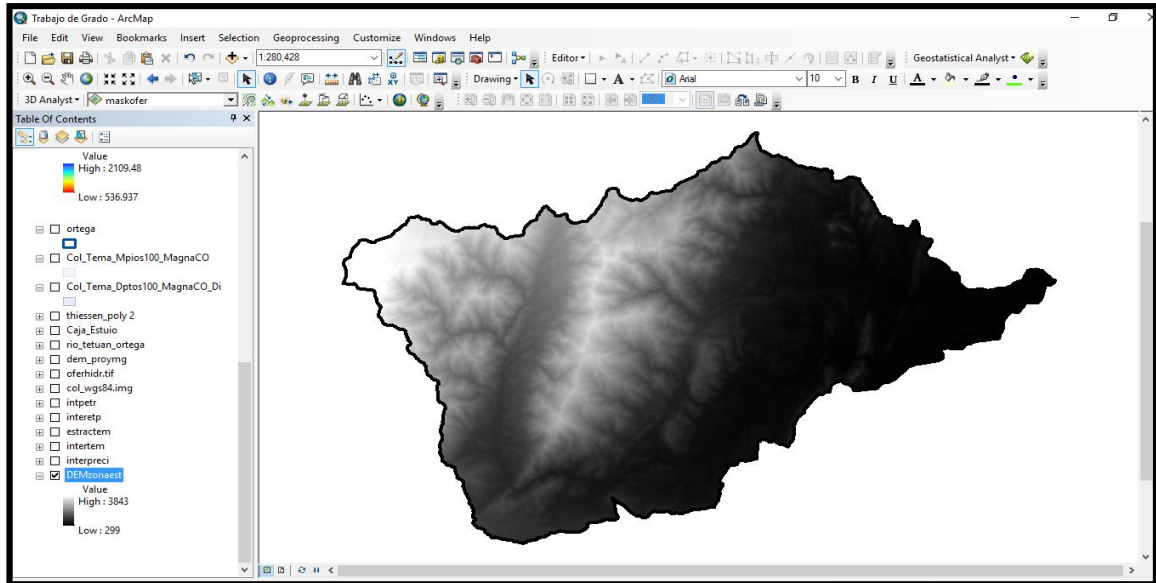 Trabajo de Grado - ArcMap
File Edit View Bookmarks Insert Selection Geoprocessing Customize Windows Help
1:280,428 Editor Geostatistical Analyst
Drawing A Arial 10 B I U A
3D Analyst maskofer 100%
Table Of Contents
Value
High : 2109.48
Low : 536.937
ortega
Col_Tema_Mpios100_MagnaCO
Col_Tema_Dptos100_MagnaCO_Di
thiessen_poly 2
Caja_Estuio
rio_tetuan_ortega
dem_proymg
oferhidr.tif
col_wgs84.img
intpetr
interetp
estractem
intertem
interpreci
DEMzonaest
Value
High : 3843
Low : 299